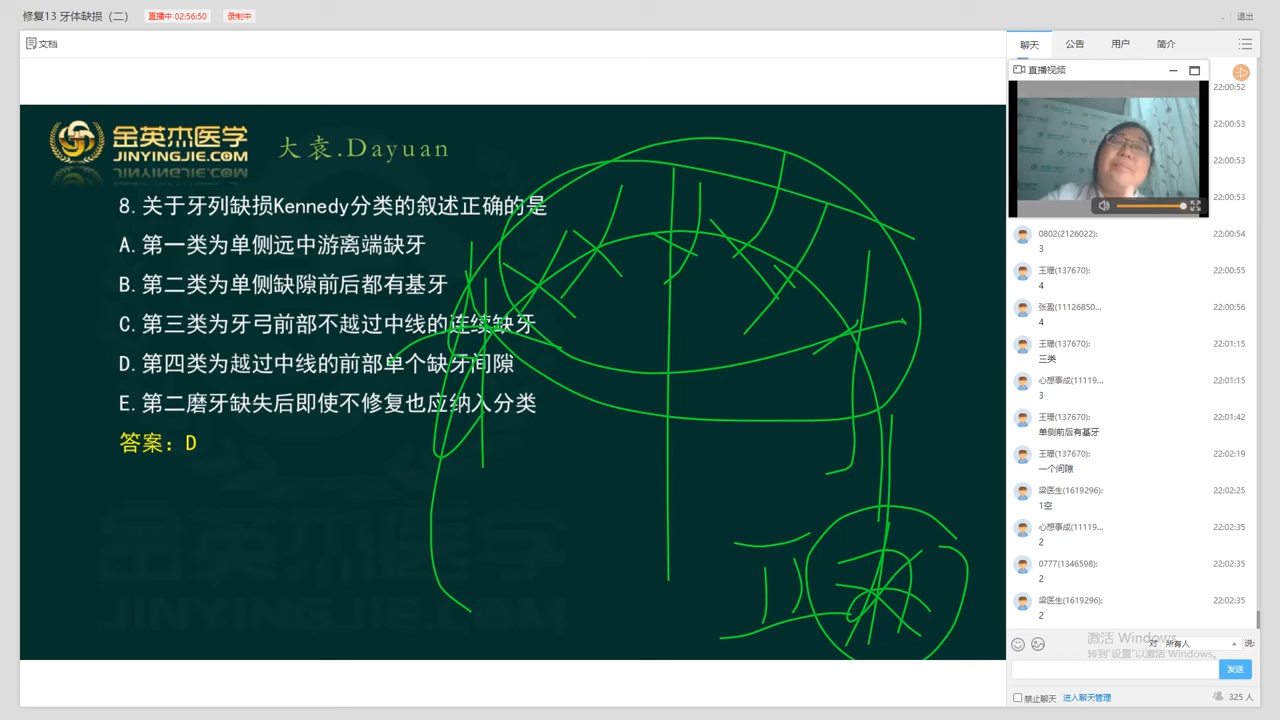 修复13 牙体缺损（二）
直播中 02:56:50
录制中
退出
文档
聊天
公告
用户
简介
直播视频
金英杰医学
JINYINGJIE.COM
大袁.Dayuan
8. 关于牙列缺损Kennedy分类的叙述正确的是
A. 第一类为单侧远中游离端缺牙
B. 第二类为单侧缺隙前后都有基牙
C. 第三类为牙弓前部不越过中线的连续缺牙
D. 第四类为越过中线的前部单个缺牙间隙
E. 第二磨牙缺失后即使不修复也应纳入分类
答案：D
22:00:52
22:00:53
22:00:53
22:00:53
0802(2126022): 22:00:54
3
王珊(137670): 22:00:55
4
张盈(11126850... 22:00:56
4
王珊(137670): 22:01:15
三类
心想事成(11119... 22:01:15
3
王珊(137670): 22:01:42
单侧前后有基牙
王珊(137670): 22:02:19
一个间隙
梁医生(1619296): 22:02:25
1空
心想事成(11119... 22:02:35
2
0777(1346598): 22:02:35
2
梁医生(1619296): 22:02:35
2
激活 Windows
转到"设置"以激活 Windows。
对 所有人 说:
发送
禁止聊天 进入聊天管理
325 人